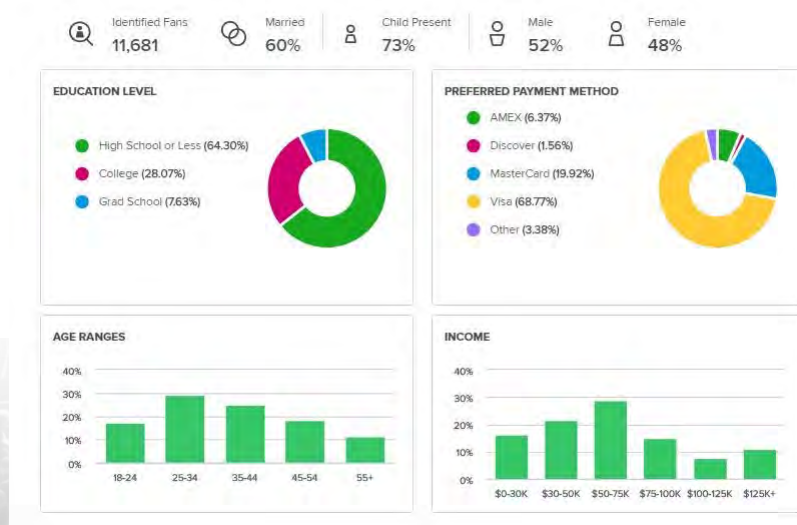 Identified Fans
11,681
Married
60%
Child Present
73%
Male
52%
Female
48%
EDUCATION LEVEL
High School or Less (64.30%)
College (28.07%)
Grad School (7.63%)
PREFERRED PAYMENT METHOD
AMEX (6.37%)
Discover (1.56%)
MasterCard (19.92%)
Visa (68.77%)
Other (3.38%)
AGE RANGES
40%
30%
20%
10%
0%
18-24 25-34 35-44 45-54 55+
INCOME
40%
30%
20%
10%
0%
$0-30K $30-50K $50-75K $75-100K $100-125K $125K+